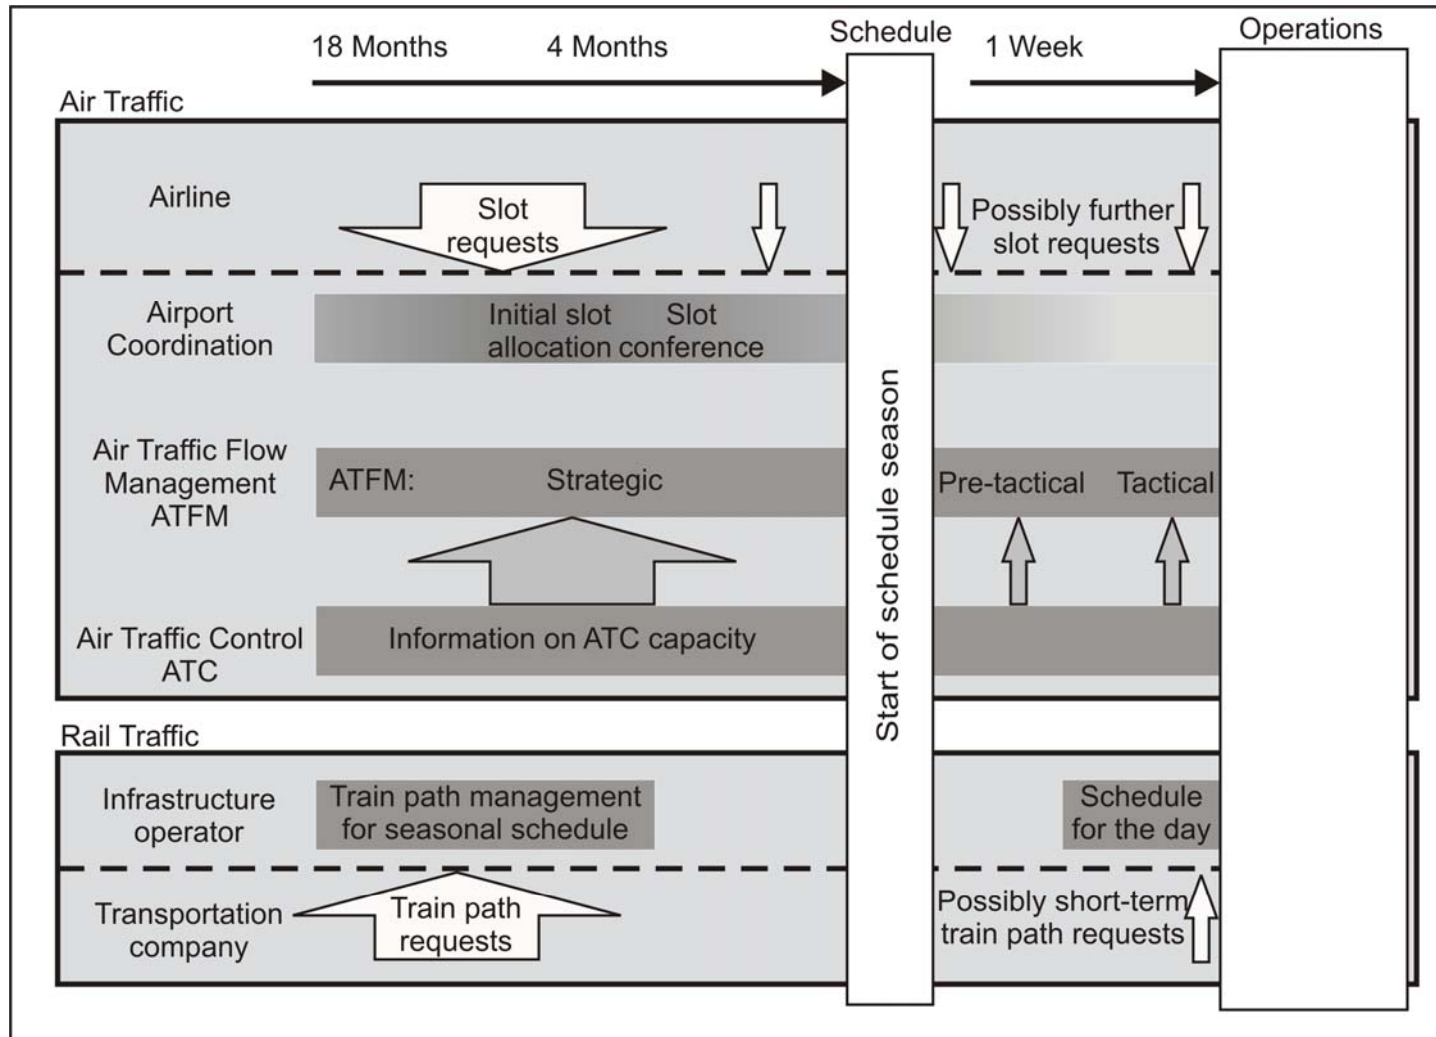 18 Months
4 Months
Schedule
1 Week
Operations
Air Traffic
Airline
Slot
requests
Possibly further
slot requests
Airport
Coordination
Initial slot
allocation
Slot
conference
Start of schedule season
Air Traffic Flow
Management
ATFM
ATFM:
Strategic
Pre-tactical
Tactical
Air Traffic Control
ATC
Information on ATC capacity
Rail Traffic
Infrastructure
operator
Train path management
for seasonal schedule
Schedule
for the day
Transportation
company
Train path
requests
Possibly short-term
train path requests